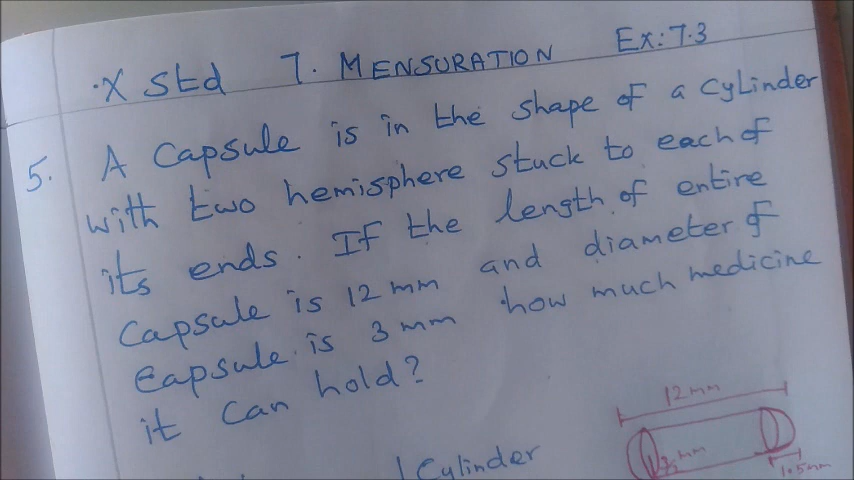 X Std 7. MENSURATION Ex: 7.3
5. A Capsule is in the shape of a cylinder
with two hemisphere stuck to each of
its ends. If the length of entire
Capsule is 12 mm and diameter of
Capsule is 3 mm how much medicine
it can hold?
12 mm
mm
1.5mm
Cylinder